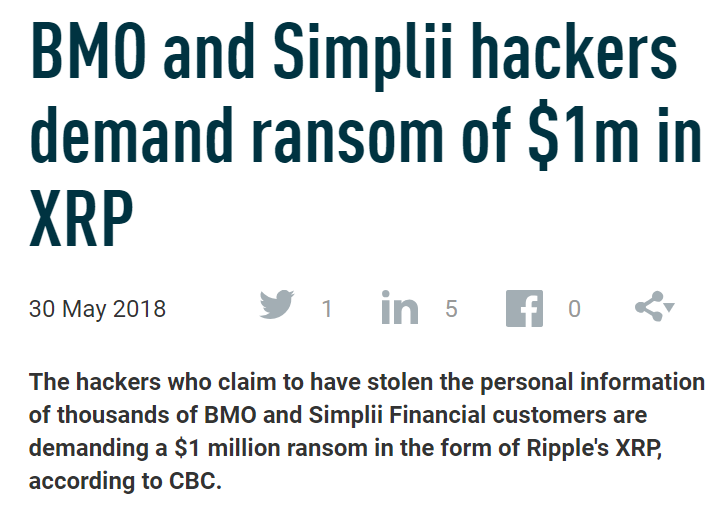 BMO and Simplii hackers
demand ransom of $1m in
XRP
30 May 2018 1 in 5 f 0
The hackers who claim to have stolen the personal information
of thousands of BMO and Simplii Financial customers are
demanding a $1 million ransom in the form of Ripple's XRP,
according to CBC.